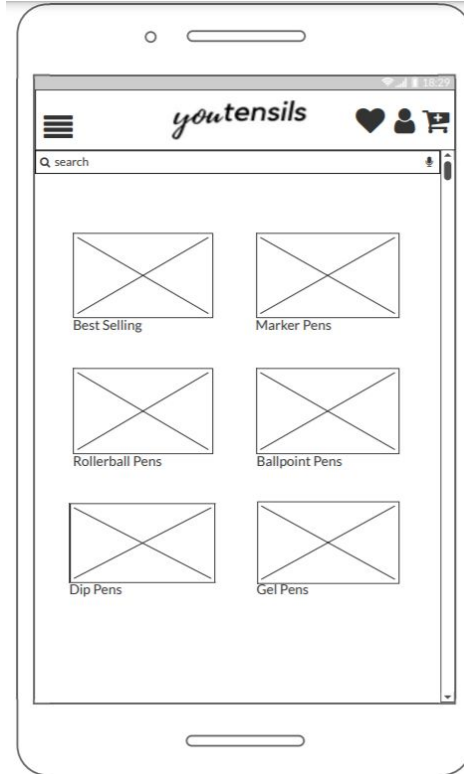 18:29
youtensils
search
Best Selling
Marker Pens
Rollerball Pens
Ballpoint Pens
Dip Pens
Gel Pens